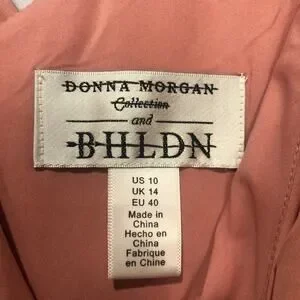 DONNA MORGAN
Collection
and
BHLDN
US 10
UK 14
EU 40
Made in
China
Hecho en
China
Fabrique
en Chine